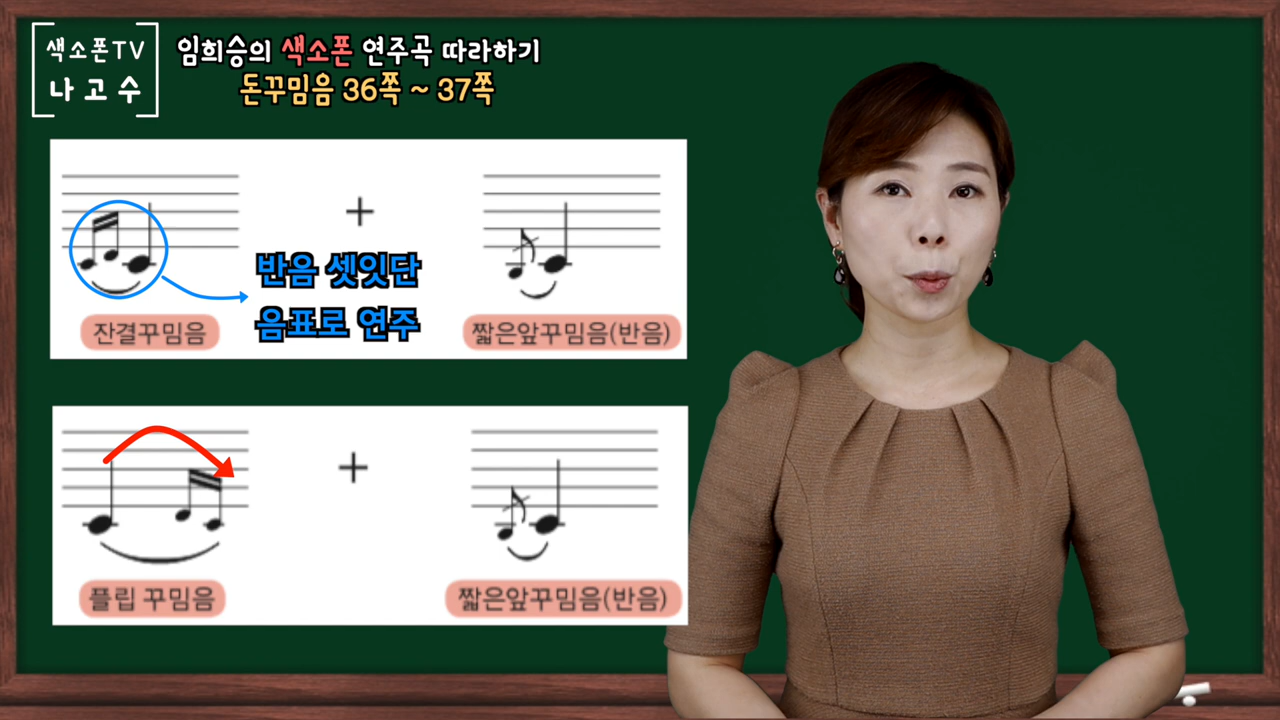 색소폰TV
나고수
임희승의 색소폰 연주곡 따라하기
돈꾸밈음 36쪽 ~ 37쪽
+
반음 셋잇단
음표로 연주
잔결꾸밈음
짧은앞꾸밈음(반음)
+
플립 꾸밈음
짧은앞꾸밈음(반음)